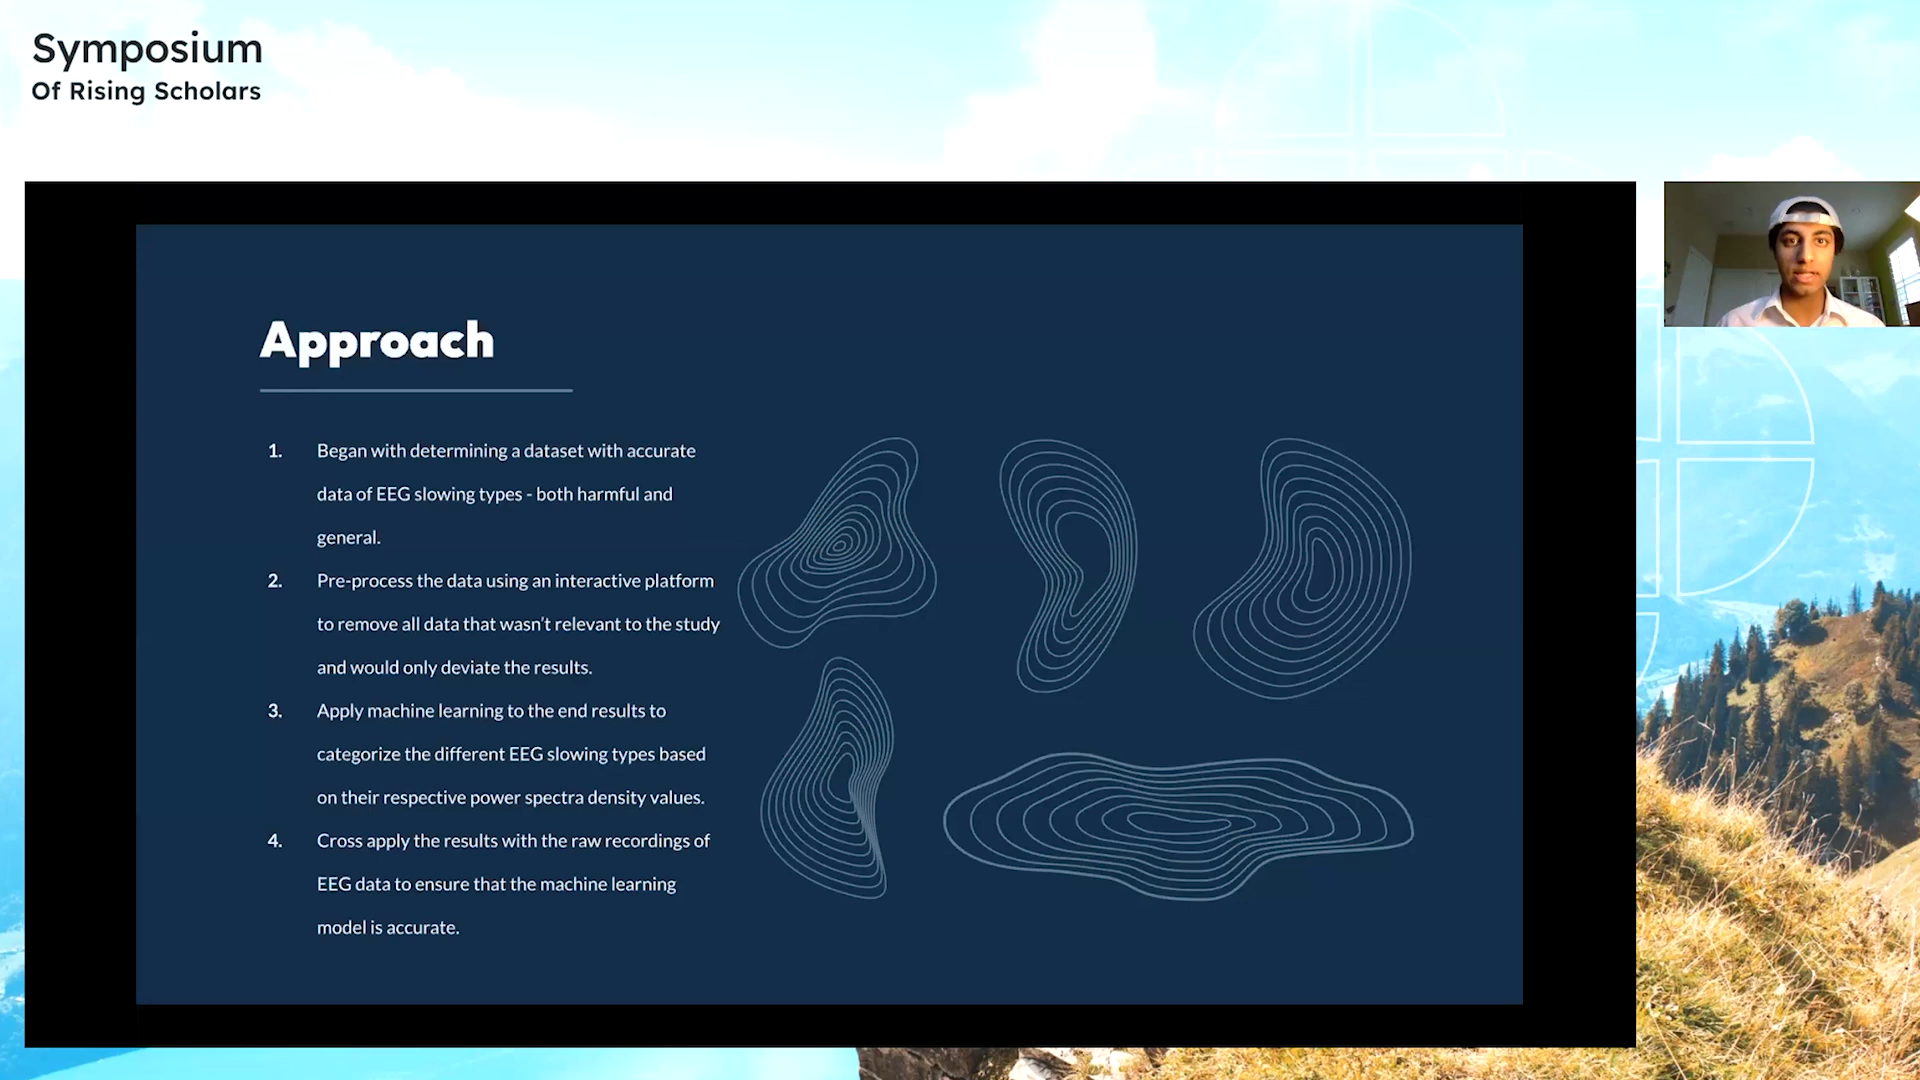 Symposium
Of Rising Scholars
Approach
1. Began with determining a dataset with accurate
data of EEG slowing types - both harmful and
general.
2. Pre-process the data using an interactive platform
to remove all data that wasn't relevant to the study
and would only deviate the results.
3. Apply machine learning to the end results to
categorize the different EEG slowing types based
on their respective power spectra density values.
4. Cross apply the results with the raw recordings of
EEG data to ensure that the machine learning
model is accurate.